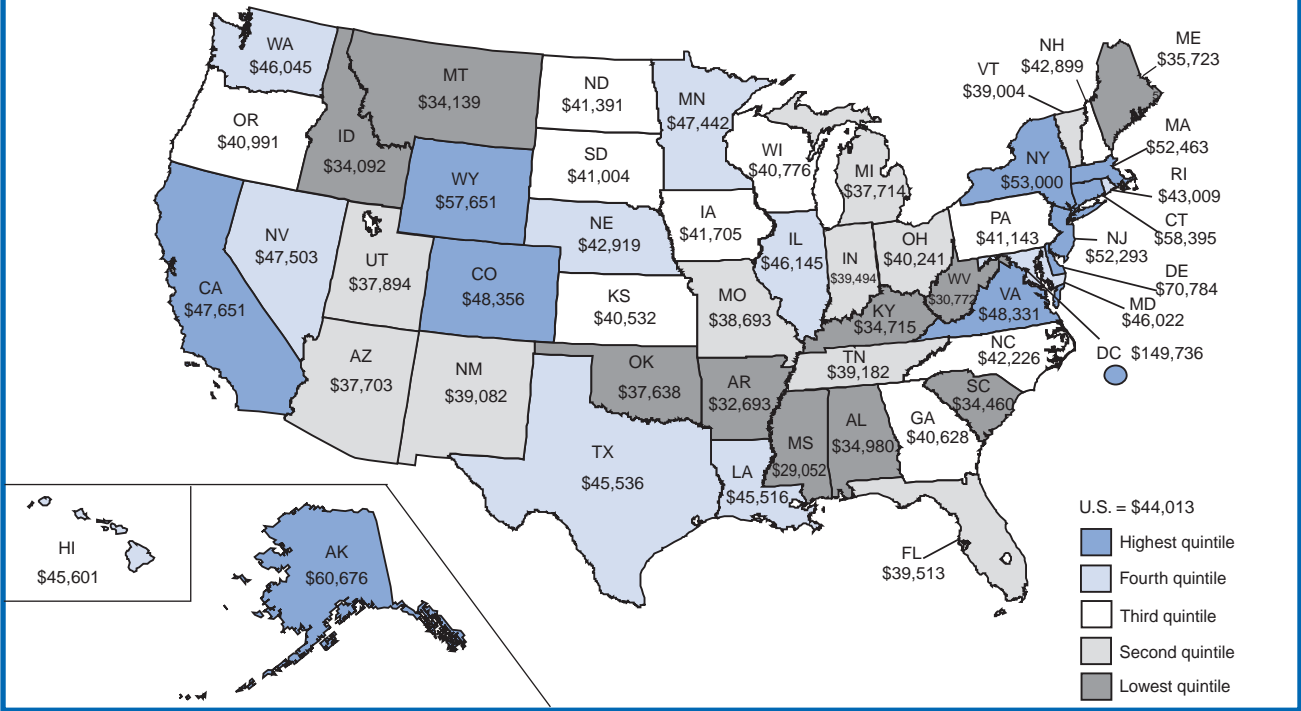 WA
$46,045
OR
$40,991
CA
$47,651
NV
$47,503
ID
$34,092
MT
$34,139
WY
$57,651
UT
$37,894
CO
$48,356
AZ
$37,703
NM
$39,082
ND
$41,391
SD
$41,004
NE
$42,919
KS
$40,532
OK
$37,638
TX
$45,536
MN
$47,442
IA
$41,705
MO
$38,693
AR
$32,693
LA
$45,516
WI
$40,776
IL
$46,145
MI
$37,714
IN
$39,494
OH
$40,241
KY
$34,715
TN
$39,182
MS
$29,052
AL
$34,980
GA
$40,628
FL
$39,513
SC
$34,460
NC
$42,226
VA
$48,331
WV
$30,772
PA
$41,143
NY
$53,000
VT
$39,004
NH
$42,899
ME
$35,723
MA
$52,463
RI
$43,009
CT
$58,395
NJ
$52,293
DE
$70,784
MD
$46,022
DC $149,736
HI
$45,601
AK
$60,676
U.S. = $44,013
Highest quintile
Fourth quintile
Third quintile
Second quintile
Lowest quintile